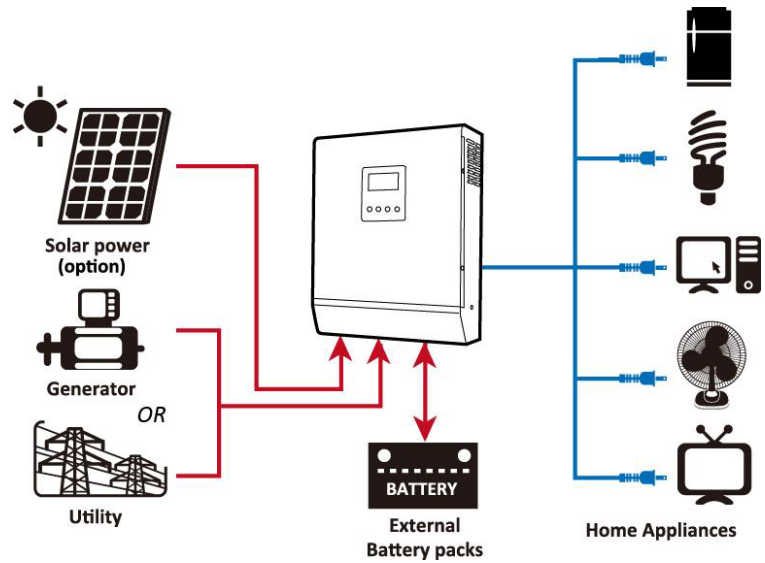 Solar power
(option)
Generator
OR
Utility
BATTERY
External
Battery packs
Home Appliances